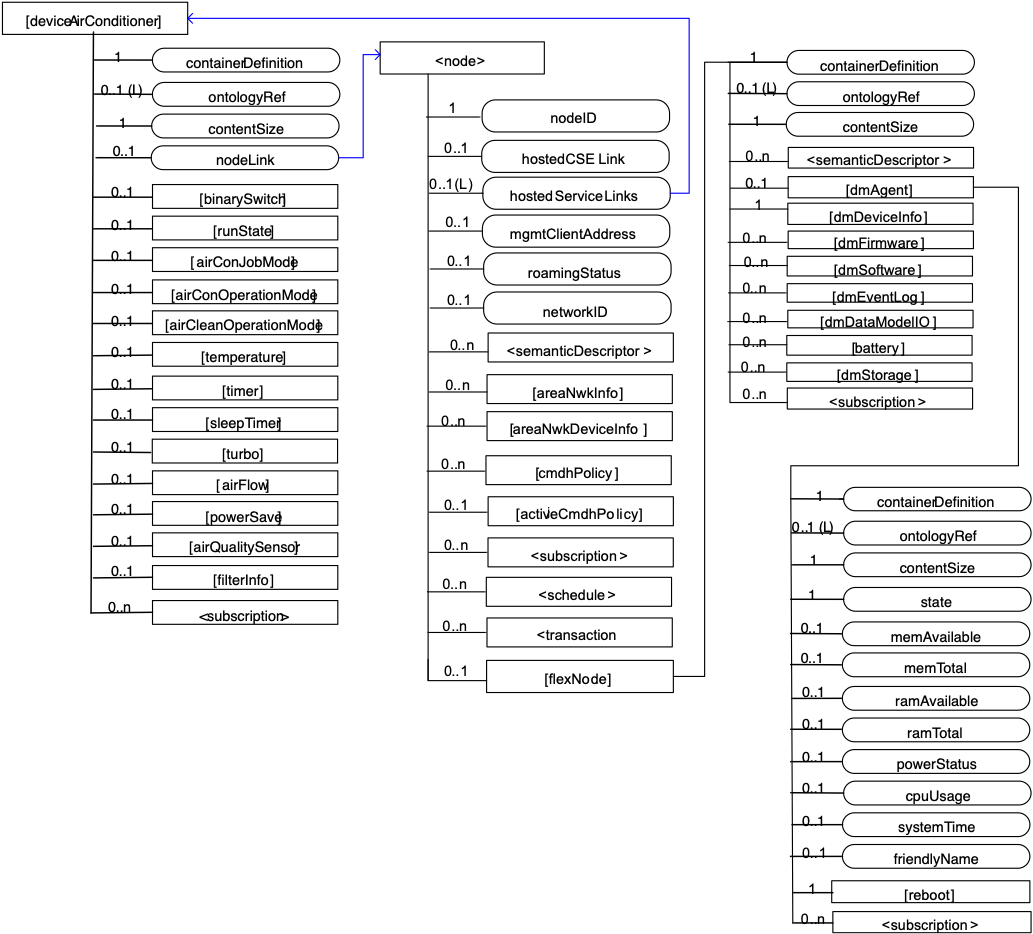 [deviceAirConditioner]
1
containerDefinition
0..1 (L)
ontologyRef
1
contentSize
0..1
nodeLink
0..1
[binarySwitch]
0..1
[runState]
0..1
[airConJobMode]
0..1
[airConOperationMode]
0..1
[airCleanOperationMode]
0..1
[temperature]
0..1
[timer]
0..1
[sleepTimer]
0..1
[turbo]
0..1
[airFlow]
0..1
[powerSave]
0..1
[airQualitySensor]
0..1
[filterInfo]
0..n
<subscription>
<node>
1
nodeID
0..1
hostedCSE Link
0..1(L)
hosted ServiceLinks
0..1
mgmtClientAddress
0..1
roamingStatus
0..1
networkID
0..n
<semanticDescriptor >
0..n
[areaNwkInfo]
0..n
[areaNwkDeviceInfo ]
0..n
[cmdhPolicy]
0..1
[activeCmdhPolicy]
0..n
<subscription>
0..n
<schedule>
0..n
<transaction
0..1
[flexNode]
1
containerDefinition
0..1 (L)
ontologyRef
1
contentSize
0..n
<semanticDescriptor >
0..1
[dmAgent]
1
[dmDeviceInfo]
0..n
[dmFirmware]
0..n
[dmSoftware]
0..n
[dmEventLog]
0..n
[dmDataModelIO]
0..n
[battery]
0..n
[dmStorage]
0..n
<subscription>
1
containerDefinition
0..1 (L)
ontologyRef
1
contentSize
1
state
0..1
memAvailable
0..1
memTotal
0..1
ramAvailable
0..1
ramTotal
0..1
powerStatus
0..1
cpuUsage
0..1
systemTime
0..1
friendlyName
1
[reboot]
0..n
<subscription>